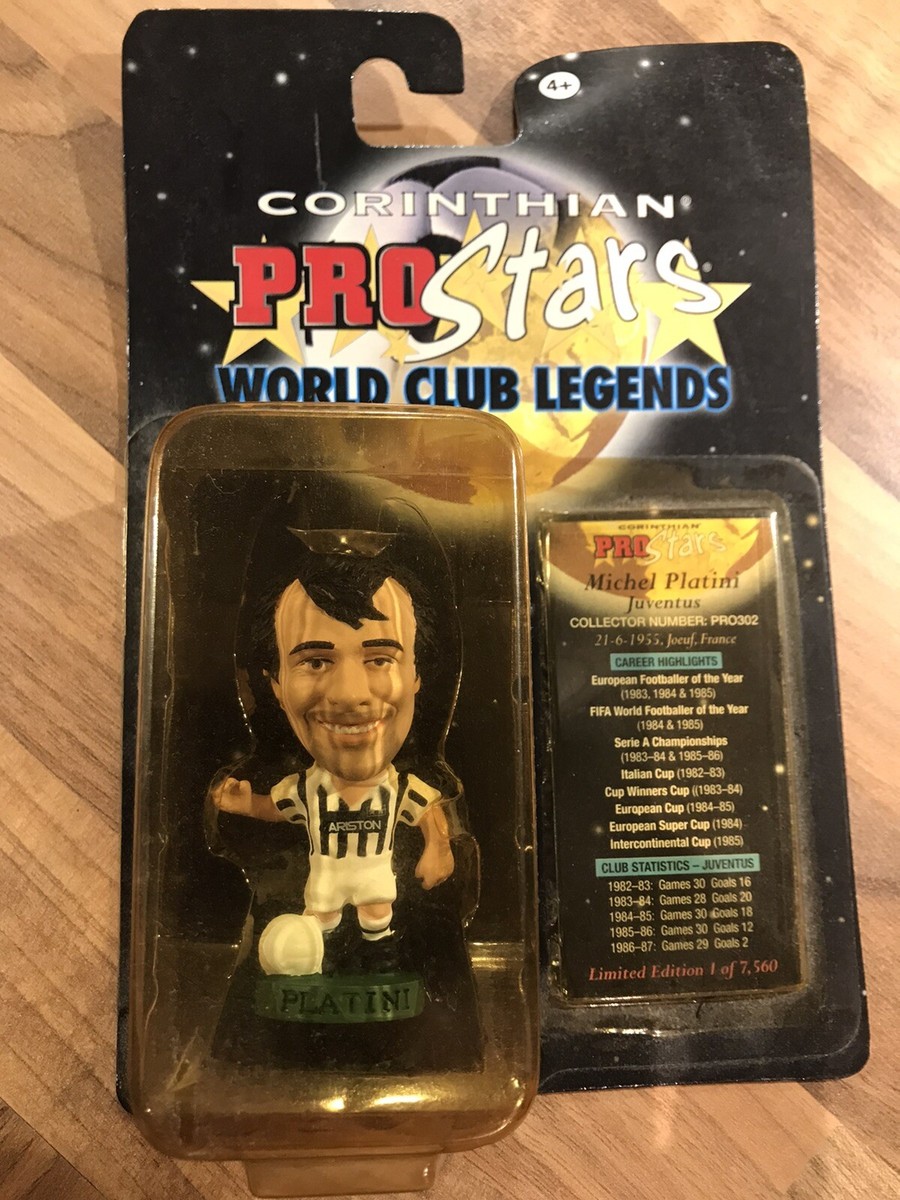 4+
CORINTHIAN®
PROStars
WORLD CLUB LEGENDS
ARISTON
PLATINI
CORINTHIAN
PROStars
Michel Platini
Juventus
COLLECTOR NUMBER: PRO302
21-6-1955, Joeuf, France
CAREER HIGHLIGHTS
European Footballer of the Year
(1983, 1984 & 1985)
FIFA World Footballer of the Year
(1984 & 1985)
Serie A Championships
(1983–84 & 1985–86)
Italian Cup (1982–83)
Cup Winners Cup ((1983–84)
European Cup (1984–85)
European Super Cup (1984)
Intercontinental Cup (1985)
CLUB STATISTICS – JUVENTUS
1982–83: Games 30 Goals 16
1983–84: Games 28 Goals 20
1984–85: Games 30 Goals 18
1985–86: Games 30 Goals 12
1986–87: Games 29 Goals 2
Limited Edition 1 of 7,560